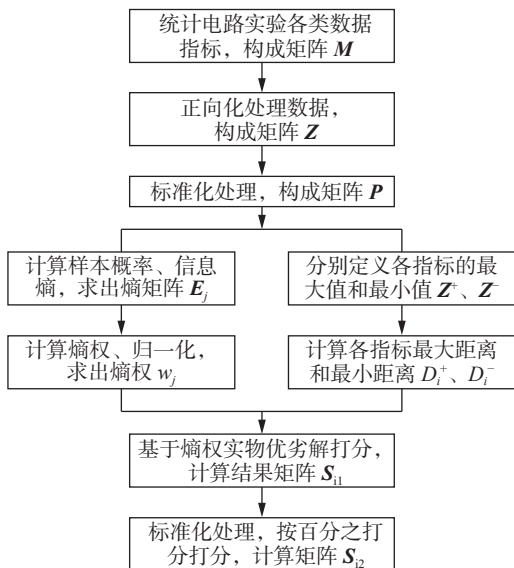 统计电路实验各类数据
指标，构成矩阵 M
正向化处理数据，
构成矩阵 Z
标准化处理，构成矩阵 P
计算样本概率、信息
熵，求出熵矩阵 E_j
分别定义各指标的最
大值和最小值 Z⁺、Z⁻
计算熵权、归一化，
求出熵权 w_j
计算各指标最大距离
和最小距离 D_i⁺、D_i⁻
基于熵权实物优劣解打分，
计算结果矩阵 S_i1
标准化处理，按百分之打
分打分，计算矩阵 S_i2